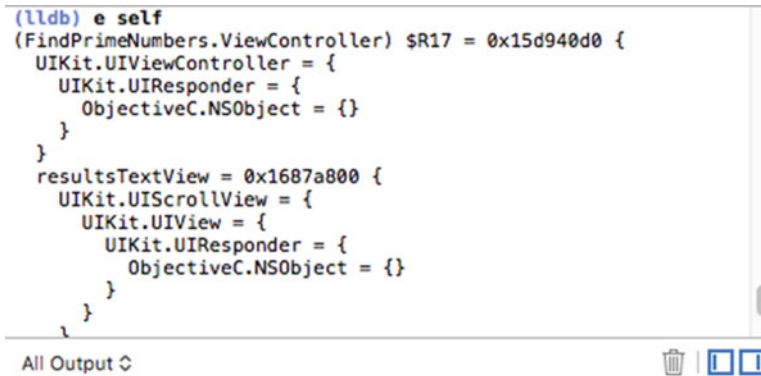 (lldb) e self
(FindPrimeNumbers.ViewController) $R17 = 0x15d940d0 {
  UIKit.UIViewController = {
    UIKit.UIResponder = {
      ObjectiveC.NSObject = {}
    }
  }
  resultsTextView = 0x1687a800 {
    UIKit.UIScrollView = {
      UIKit.UIView = {
        UIKit.UIResponder = {
          ObjectiveC.NSObject = {}
        }
      }
    }
All Output